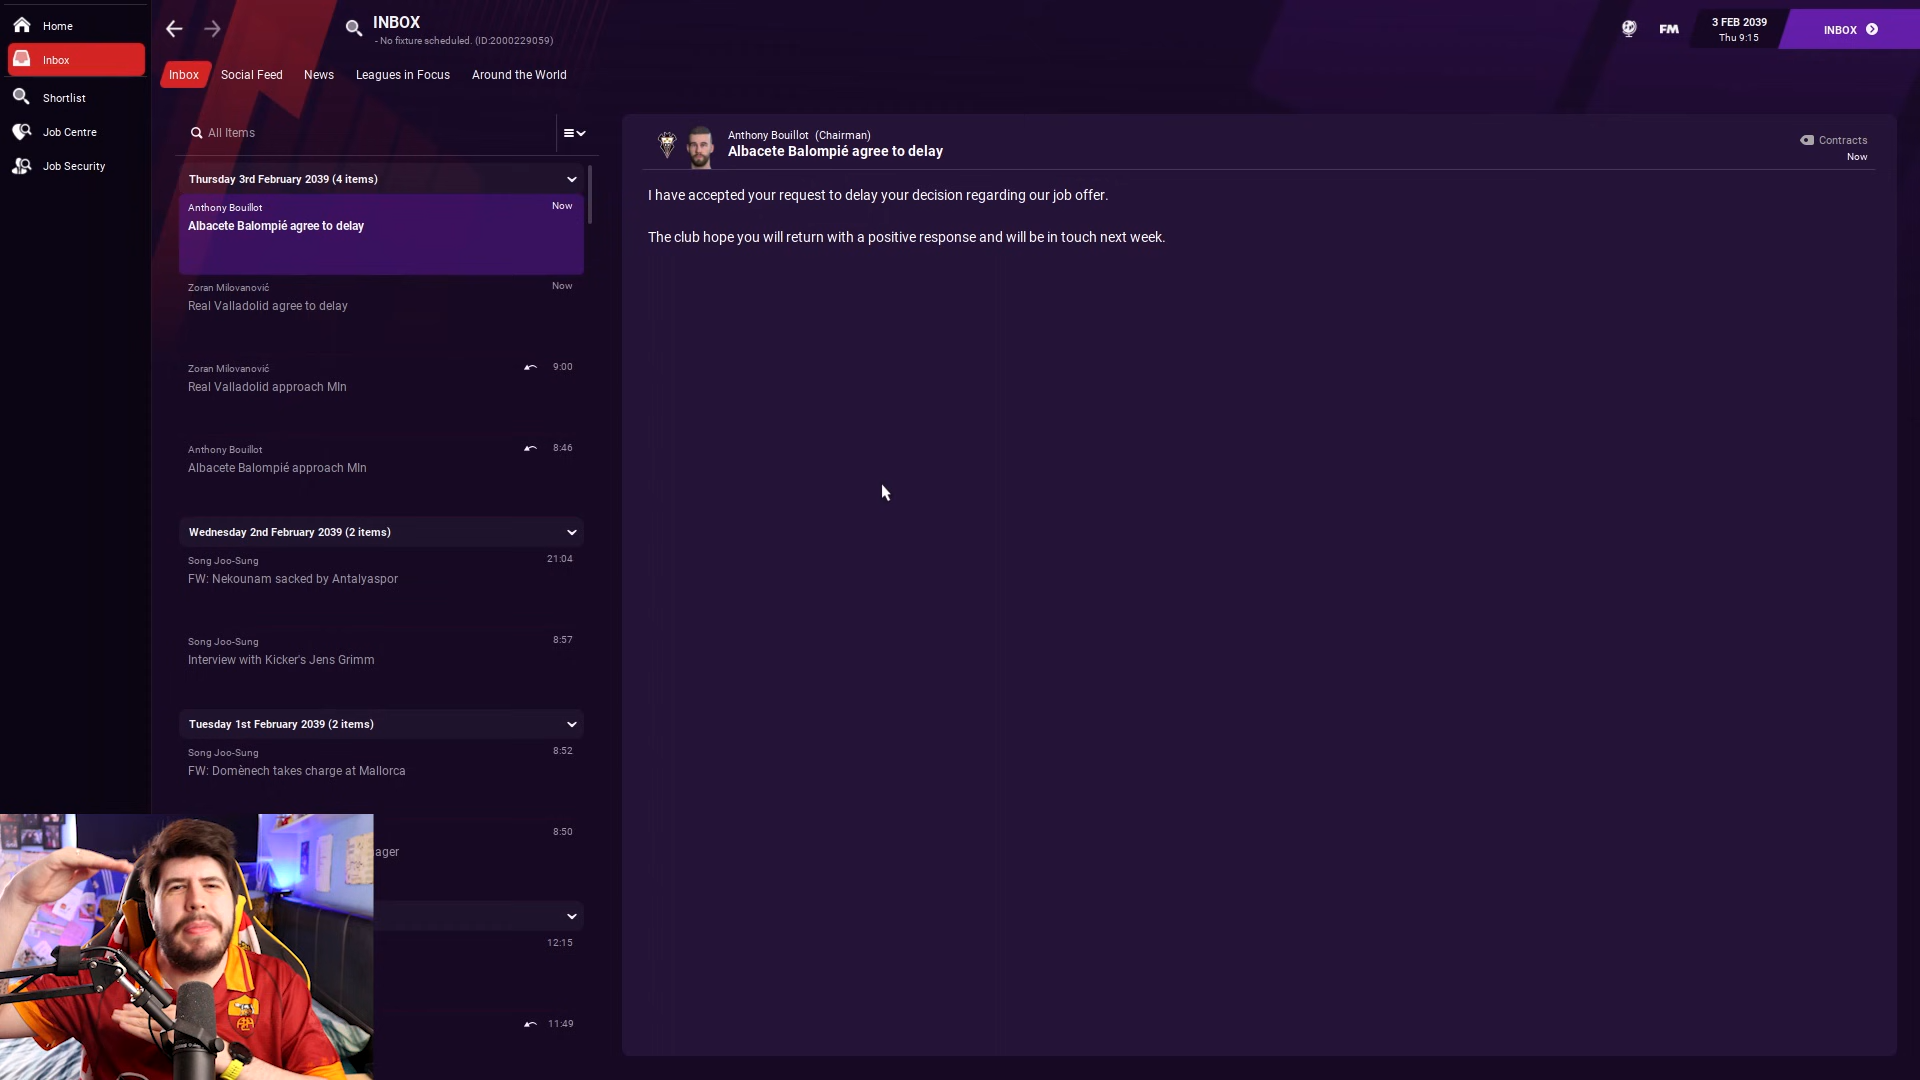 Home
Inbox
Shortlist
Job Centre
Job Security
INBOX
- No fixture scheduled. (ID:2000229059)
FM
3 FEB 2039
Thu 9:15
INBOX
Inbox
Social Feed
News
Leagues in Focus
Around the World
All Items
Thursday 3rd February 2039 (4 items)
Anthony Bouillot
Now
Albacete Balompié agree to delay
Zoran Milovanović
Now
Real Valladolid agree to delay
Zoran Milovanović
9:00
Real Valladolid approach MIn
Anthony Bouillot
8:46
Albacete Balompié approach MIn
Wednesday 2nd February 2039 (2 items)
Song Joo-Sung
21:04
FW: Nekounam sacked by Antalyaspor
Song Joo-Sung
8:57
Interview with Kicker's Jens Grimm
Tuesday 1st February 2039 (2 items)
Song Joo-Sung
8:52
FW: Domènech takes charge at Mallorca
8:50
ager
12:15
11:49
Anthony Bouillot (Chairman)
Albacete Balompié agree to delay
Contracts
Now
I have accepted your request to delay your decision regarding our job offer.
The club hope you will return with a positive response and will be in touch next week.